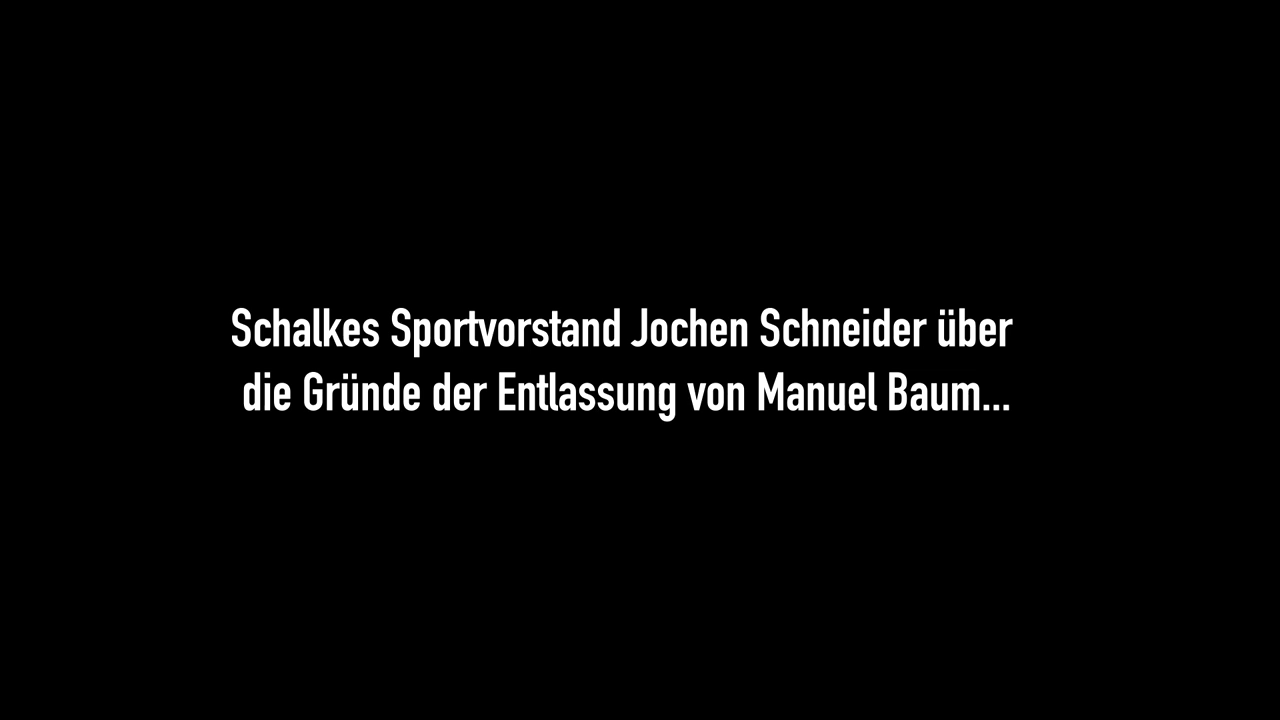 Schalkes Sportvorstand Jochen Schneider über
die Gründe der Entlassung von Manuel Baum...